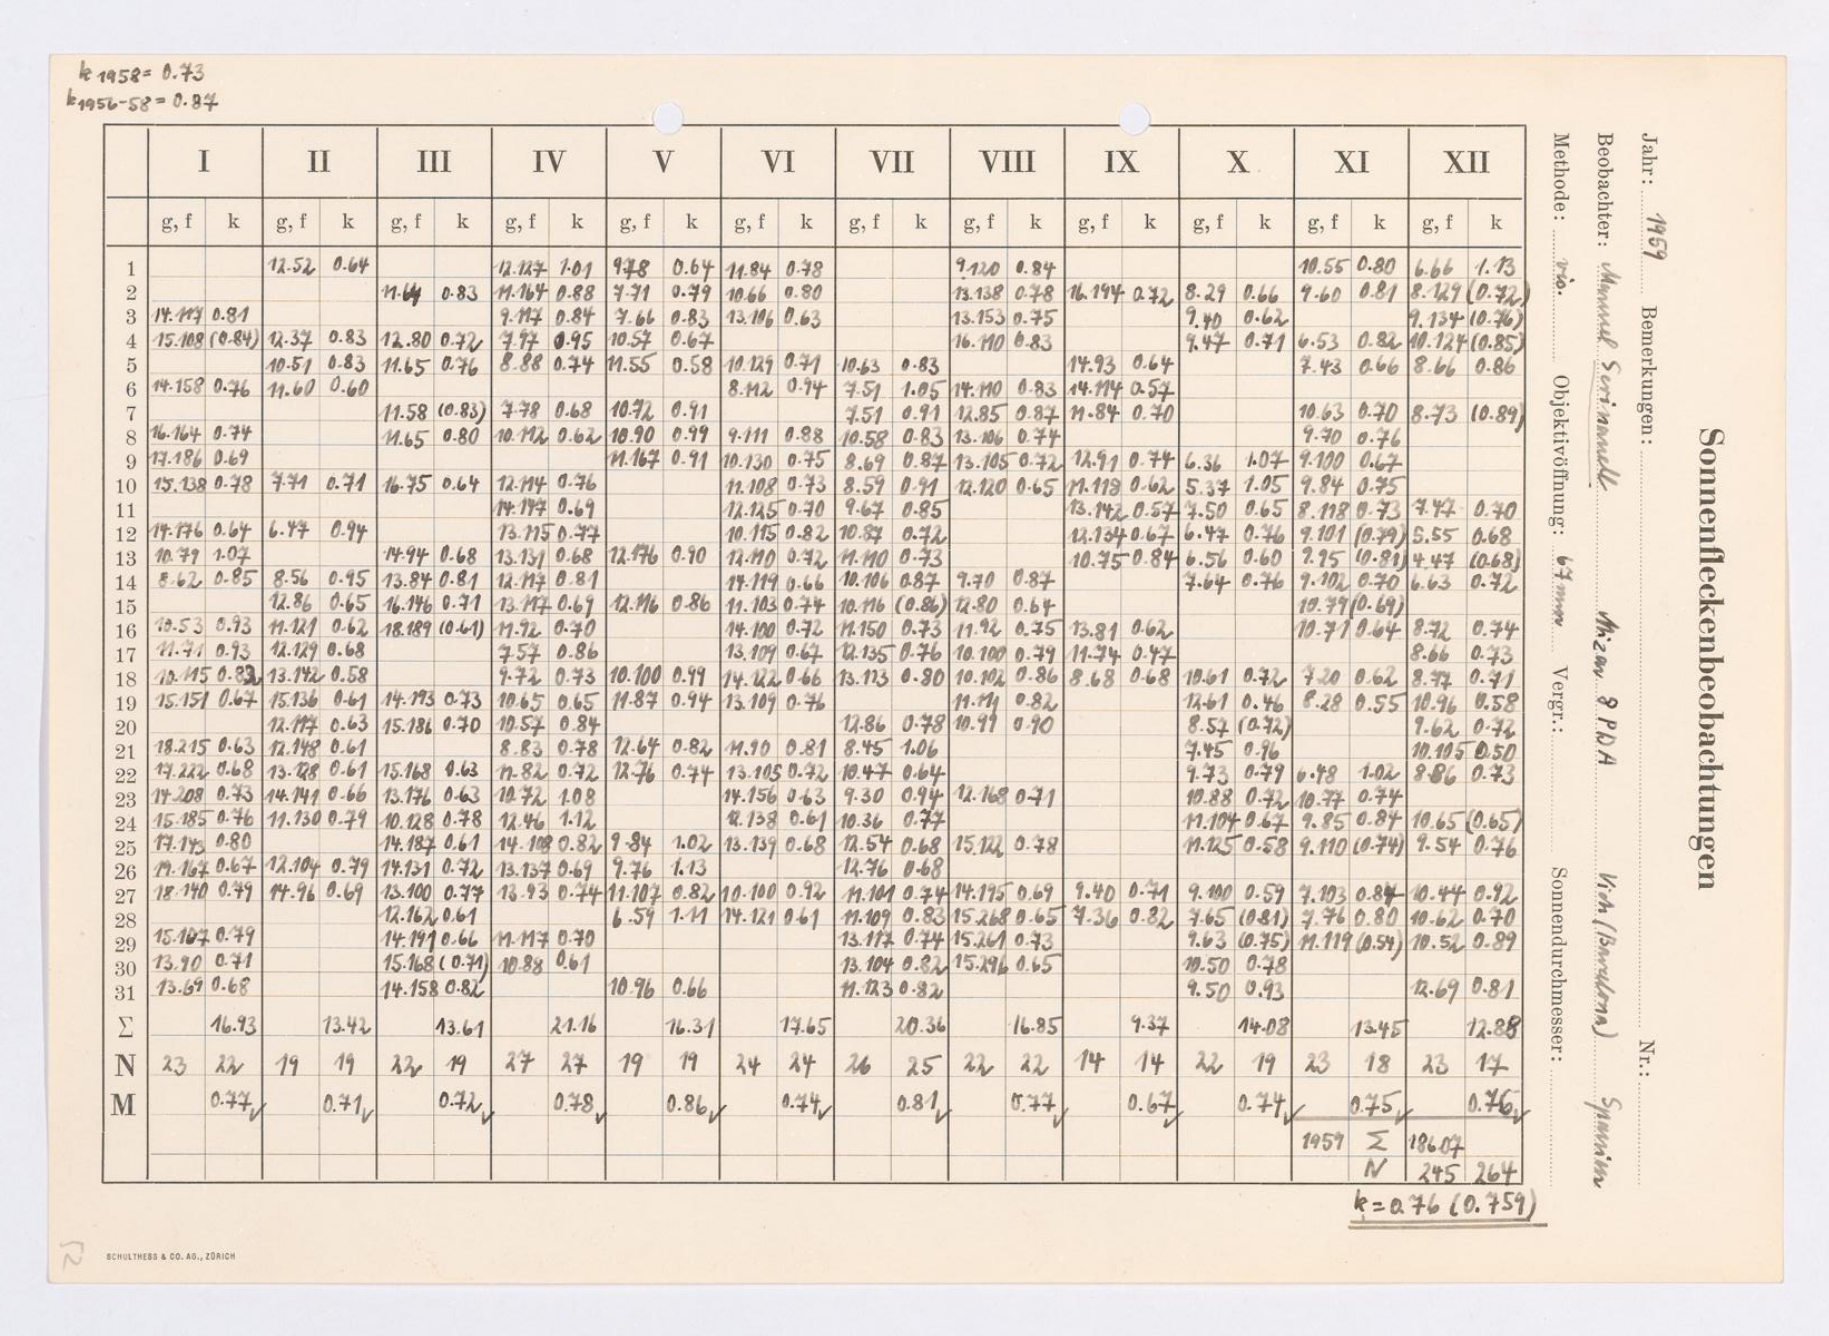 k 1958 = 0.73
k 1956-58 = 0.87
I II III IV V VI VII VIII IX X XI XII
g, f k g, f k g, f k g, f k g, f k g, f k g, f k g, f k g, f k g, f k g, f k g, f k
1 12.52 0.64 12.127 1.01 9.78 0.64 11.84 0.78 9.120 0.84 10.55 0.80 6.66 1.13
2 11.64 0.83 11.164 0.88 7.71 0.79 10.66 0.80 13.138 0.78 16.194 0.72 8.29 0.66 9.60 0.81 8.129 (0.72)
3 14.117 0.81 9.117 0.84 7.66 0.83 13.106 0.63 13.153 0.75 9.40 0.62 9.134 (0.76)
4 15.108 (0.84) 12.37 0.83 12.80 0.72 7.97 0.95 10.57 0.67 16.110 0.83 9.47 0.71 6.53 0.82 10.124 (0.85)
5 10.51 0.83 11.65 0.76 8.88 0.74 11.55 0.58 10.129 0.71 10.63 0.83 14.93 0.64 7.43 0.66 8.66 0.86
6 14.158 0.76 11.60 0.60 8.112 0.94 7.51 1.05 14.110 0.83 14.114 0.57
7 11.58 (0.83) 7.78 0.68 10.72 0.91 7.51 0.91 12.85 0.87 11.84 0.70 10.63 0.70 8.73 (0.89)
8 16.164 0.74 11.65 0.80 10.112 0.62 10.90 0.99 9.111 0.88 10.58 0.83 13.106 0.74 9.70 0.76
9 17.186 0.69 11.167 0.91 10.130 0.75 8.69 0.87 13.105 0.72 12.91 0.74 6.36 1.07 9.100 0.67
10 15.138 0.78 7.71 0.71 16.75 0.64 12.114 0.76 11.108 0.73 8.59 0.91 12.120 0.65 11.118 0.62 5.37 1.05 9.84 0.75
11 14.147 0.69 12.125 0.70 9.67 0.85 13.142 0.57 7.50 0.65 8.118 0.73 7.47 0.70
12 14.176 0.64 6.47 0.94 13.115 0.77 10.115 0.82 10.87 0.72 12.134 0.67 6.47 0.76 9.101 (0.79) 5.55 0.68
13 10.79 1.07 14.94 0.68 13.131 0.68 12.176 0.90 12.110 0.72 11.110 0.73 10.75 0.84 6.56 0.60 9.95 (0.81) 4.47 (0.68)
14 8.62 0.85 8.56 0.95 13.84 0.81 12.117 0.81 14.119 0.66 10.106 0.87 9.70 0.87 7.64 0.76 9.102 0.70 6.63 0.72
15 12.86 0.65 16.146 0.71 13.117 0.69 12.116 0.86 11.103 0.74 10.116 (0.86) 12.80 0.64 10.79 (0.69)
16 10.53 0.93 11.121 0.62 18.189 (0.61) 11.92 0.70 14.100 0.72 11.150 0.73 11.92 0.75 13.81 0.62 10.71 0.64 8.72 0.74
17 11.71 0.93 12.129 0.68 7.57 0.86 13.109 0.67 12.135 0.76 10.100 0.79 11.74 0.47 8.66 0.73
18 10.115 0.83 13.142 0.58 9.72 0.73 10.100 0.99 14.122 0.66 13.123 0.80 10.102 0.86 8.68 0.68 10.61 0.72 7.20 0.62 8.77 0.71
19 15.151 0.67 15.136 0.61 14.193 0.73 10.65 0.65 11.87 0.94 13.109 0.76 11.111 0.82 12.61 0.46 8.28 0.55 10.96 0.58
20 12.117 0.63 15.186 0.70 10.57 0.84 12.86 0.78 10.99 0.90 8.57 (0.72) 9.62 0.72
21 18.215 0.63 12.148 0.61 8.83 0.78 12.64 0.82 11.90 0.81 8.45 1.06 7.45 0.96 10.105 0.50
22 17.222 0.68 13.128 0.61 15.168 0.63 11.82 0.72 12.76 0.74 13.105 0.72 10.47 0.64 9.73 0.79 6.48 1.02 8.86 0.73
23 14.208 0.73 14.141 0.66 13.176 0.63 10.72 1.08 14.156 0.63 9.30 0.94 12.168 0.71 10.88 0.72 10.77 0.74
24 15.185 0.76 11.130 0.79 10.128 0.78 12.46 1.12 12.138 0.61 10.36 0.77 11.104 0.67 9.85 0.84 10.65 (0.65)
25 17.143 0.80 14.187 0.61 14.108 0.82 9.84 1.02 13.139 0.68 12.54 0.68 15.122 0.78 11.125 0.58 9.110 (0.74) 9.54 0.76
26 19.167 0.67 12.104 0.79 14.131 0.72 13.137 0.69 9.76 1.13 12.76 0.68
27 18.140 0.79 14.96 0.69 13.100 0.77 13.93 0.74 11.107 0.82 10.100 0.92 11.101 0.74 14.195 0.69 9.40 0.71 9.100 0.59 7.103 0.84 10.44 0.92
28 12.162 0.61 6.59 1.11 14.121 0.61 11.109 0.83 15.268 0.65 7.36 0.82 7.65 (0.81) 7.76 0.80 10.62 0.70
29 15.107 0.79 14.191 0.66 11.117 0.70 13.117 0.74 15.261 0.73 9.63 (0.75) 11.119 (0.54) 10.52 0.89
30 13.90 0.71 15.168 (0.71) 10.88 0.61 13.104 0.82 15.296 0.65 10.50 0.78
31 13.69 0.68 14.158 0.82 10.96 0.66 11.123 0.82 9.50 0.93 12.69 0.81
Σ 16.93 13.42 13.61 21.16 16.31 17.65 20.36 16.85 9.37 14.08 13.45 12.88
N 23 22 19 19 22 19 27 27 19 19 24 24 26 25 22 22 14 14 22 19 23 18 23 17
M 0.77✓ 0.71✓ 0.72✓ 0.78✓ 0.86✓ 0.74✓ 0.81✓ 0.77✓ 0.67✓ 0.74✓ 0.75✓ 0.76✓
1959 Σ 186.07
N 245 264
k = 0.76 (0.759)
SCHULTHESS & CO. AG., ZÜRICH
Sonnenfleckenbeobachtungen
Jahr: 1959 Bemerkungen: Nr.:
Beobachter: Manuel Vich (Barcelona) Spanien
Methode: vis. Objektivöffnung: 67 mm Vergr.: Sonnendurchmesser: